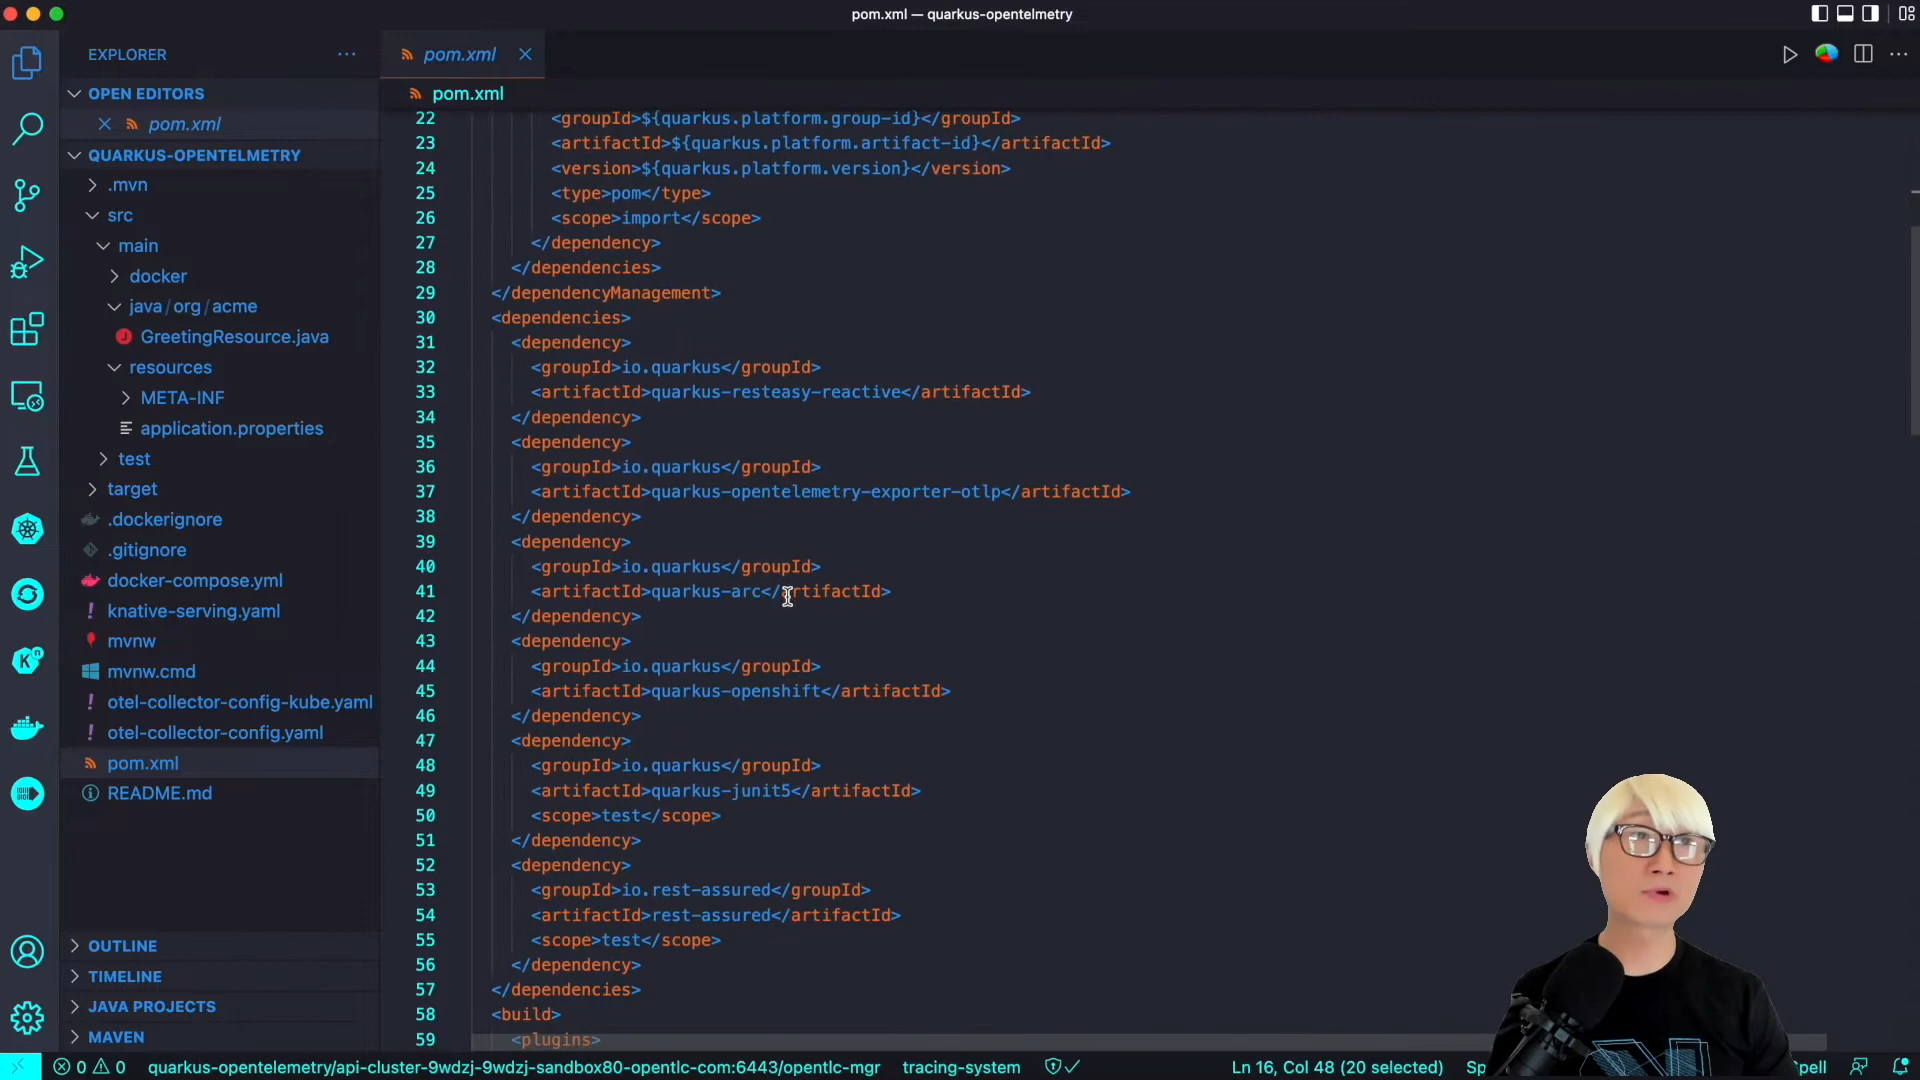 pom.xml — quarkus-opentelmetry
EXPLORER
pom.xml
OPEN EDITORS
pom.xml
pom.xml
QUARKUS-OPENTELMETRY
.mvn
src
main
docker
java/org/acme
GreetingResource.java
resources
META-INF
application.properties
test
target
.dockerignore
.gitignore
docker-compose.yml
knative-serving.yaml
mvnw
mvnw.cmd
otel-collector-config-kube.yaml
otel-collector-config.yaml
pom.xml
README.md
OUTLINE
TIMELINE
JAVA PROJECTS
MAVEN
22 <groupId>${quarkus.platform.group-id}</groupId>
23 <artifactId>${quarkus.platform.artifact-id}</artifactId>
24 <version>${quarkus.platform.version}</version>
25 <type>pom</type>
26 <scope>import</scope>
27 </dependency>
28 </dependencies>
29 </dependencyManagement>
30 <dependencies>
31 <dependency>
32 <groupId>io.quarkus</groupId>
33 <artifactId>quarkus-resteasy-reactive</artifactId>
34 </dependency>
35 <dependency>
36 <groupId>io.quarkus</groupId>
37 <artifactId>quarkus-opentelemetry-exporter-otlp</artifactId>
38 </dependency>
39 <dependency>
40 <groupId>io.quarkus</groupId>
41 <artifactId>quarkus-arc</artifactId>
42 </dependency>
43 <dependency>
44 <groupId>io.quarkus</groupId>
45 <artifactId>quarkus-openshift</artifactId>
46 </dependency>
47 <dependency>
48 <groupId>io.quarkus</groupId>
49 <artifactId>quarkus-junit5</artifactId>
50 <scope>test</scope>
51 </dependency>
52 <dependency>
53 <groupId>io.rest-assured</groupId>
54 <artifactId>rest-assured</artifactId>
55 <scope>test</scope>
56 </dependency>
57 </dependencies>
58 <build>
59 <plugins>
0 0 quarkus-opentelemetry/api-cluster-9wdzj-9wdzj-sandbox80-opentlc-com:6443/opentlc-mgr tracing-system Ln 16, Col 48 (20 selected) Sp pell